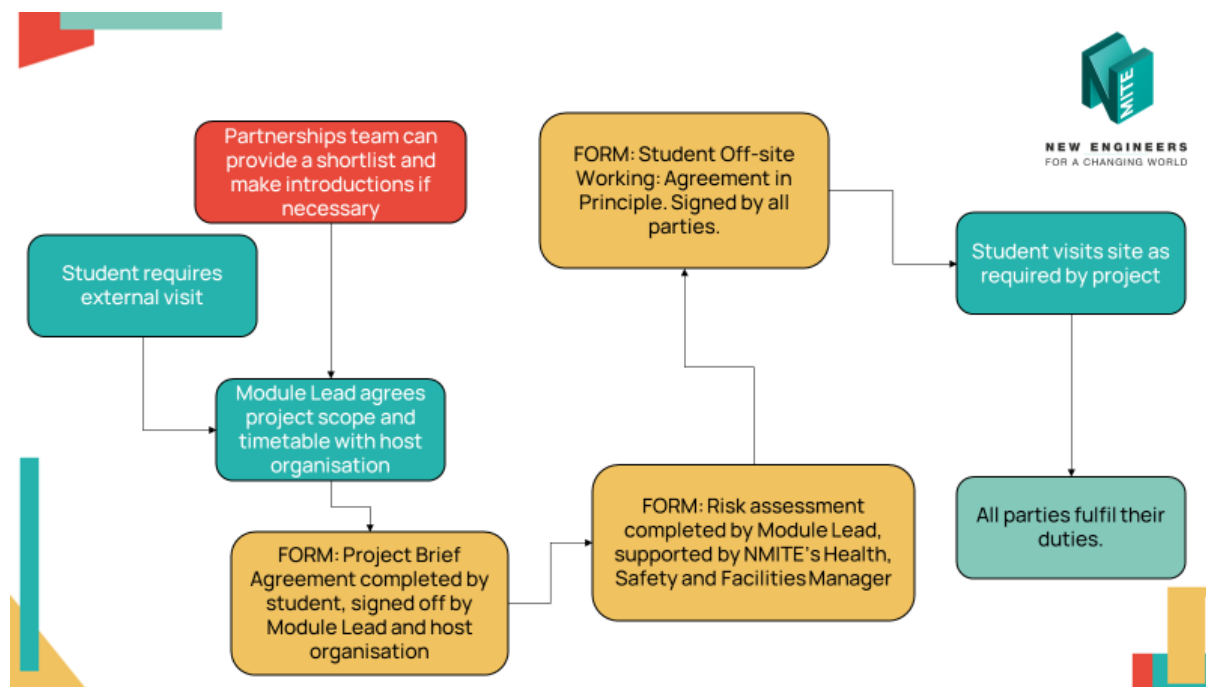 Partnerships team can
provide a shortlist and
make introductions if
necessary
Student requires
external visit
Module Lead agrees
project scope and
timetable with host
organisation
FORM: Project Brief
Agreement completed by
student, signed off by
Module Lead and host
organisation
FORM: Risk assessment
completed by Module Lead,
supported by NMITE's Health,
Safety and Facilities Manager
FORM: Student Off-site
Working: Agreement in
Principle. Signed by all
parties.
Student visits site as
required by project
All parties fulfil their
duties.
NMITE
NEW ENGINEERS
FOR A CHANGING WORLD